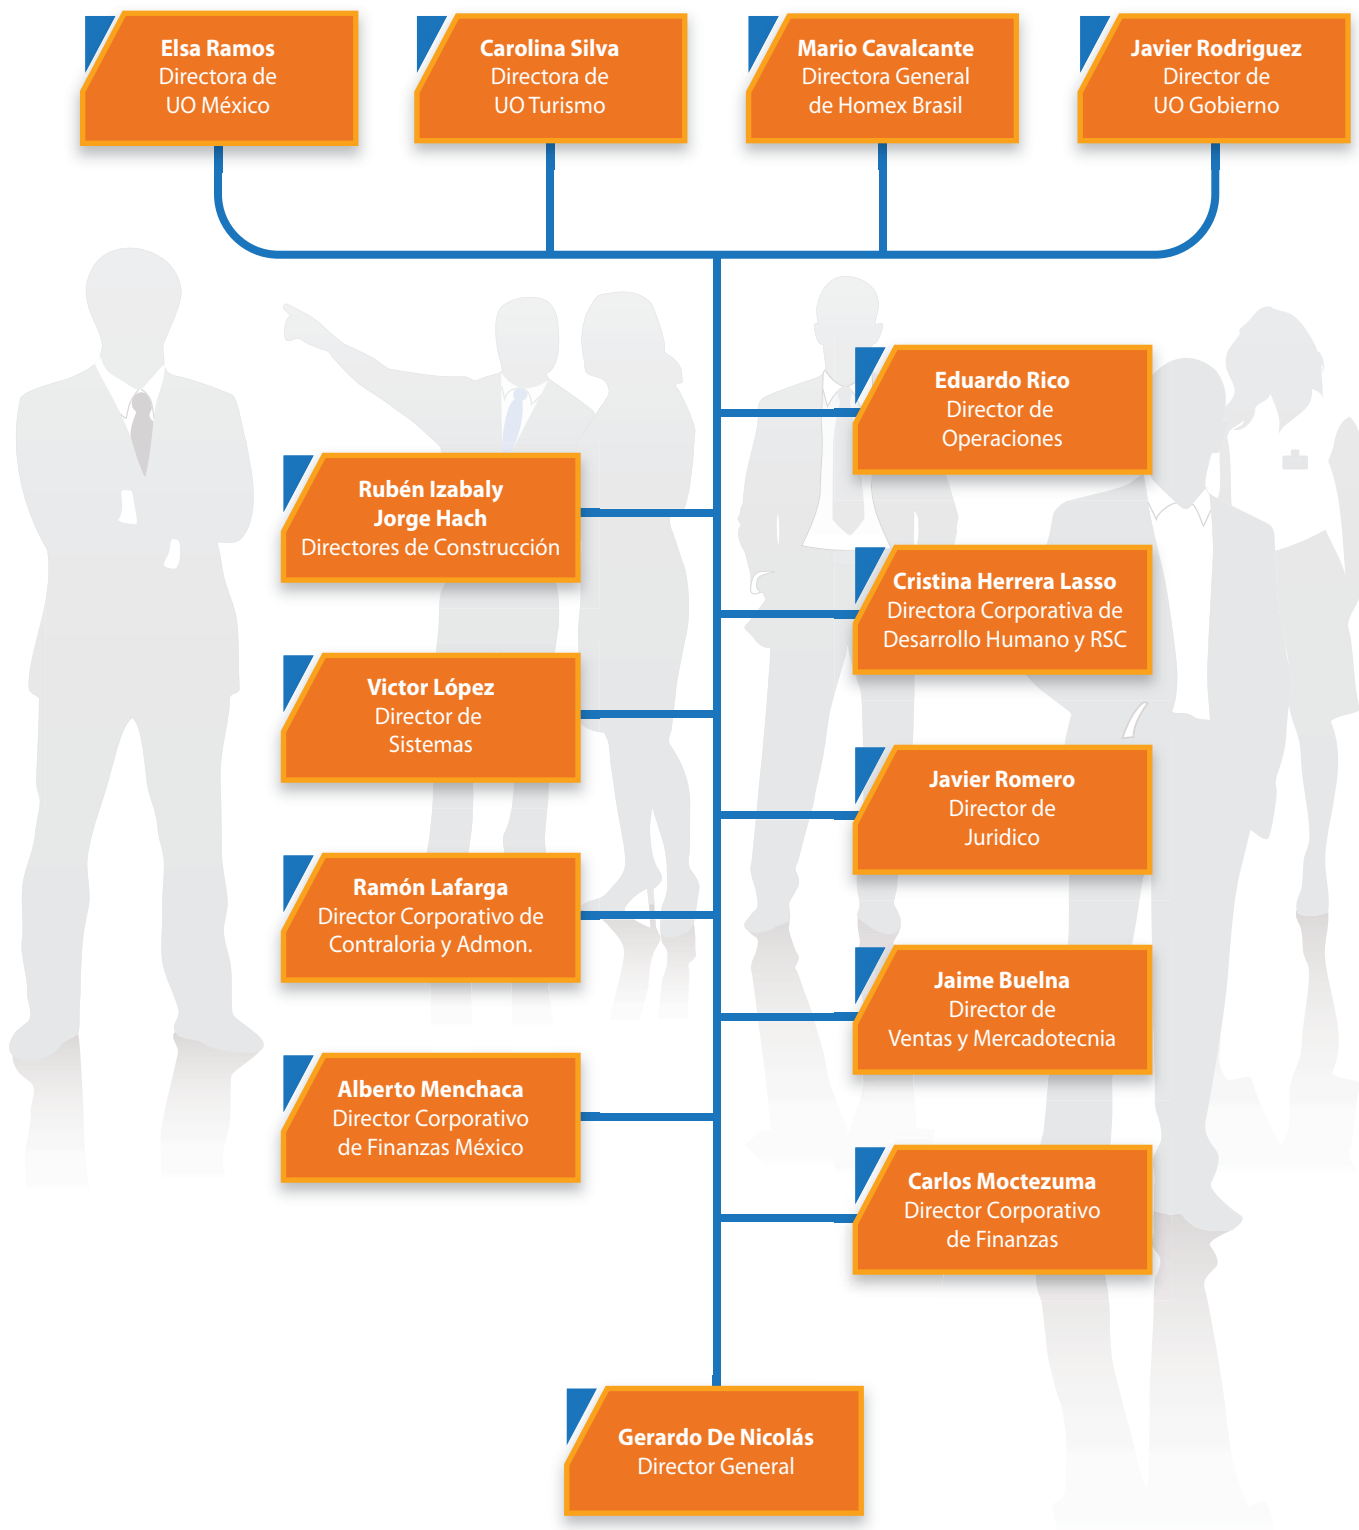 Elsa Ramos
Directora de
UO México
Carolina Silva
Directora de
UO Turismo
Mario Cavalcante
Directora General
de Homex Brasil
Javier Rodriguez
Director de
UO Gobierno
Eduardo Rico
Director de
Operaciones
Rubén Izabaly
Jorge Hach
Directores de Construcción
Cristina Herrera Lasso
Directora Corporativa de
Desarrollo Humano y RSC
Victor López
Director de
Sistemas
Javier Romero
Director de
Juridico
Ramón Lafarga
Director Corporativo de
Contraloria y Admon.
Jaime Buelna
Director de
Ventas y Mercadotecnia
Alberto Menchaca
Director Corporativo
de Finanzas México
Carlos Moctezuma
Director Corporativo
de Finanzas
Gerardo De Nicolás
Director General